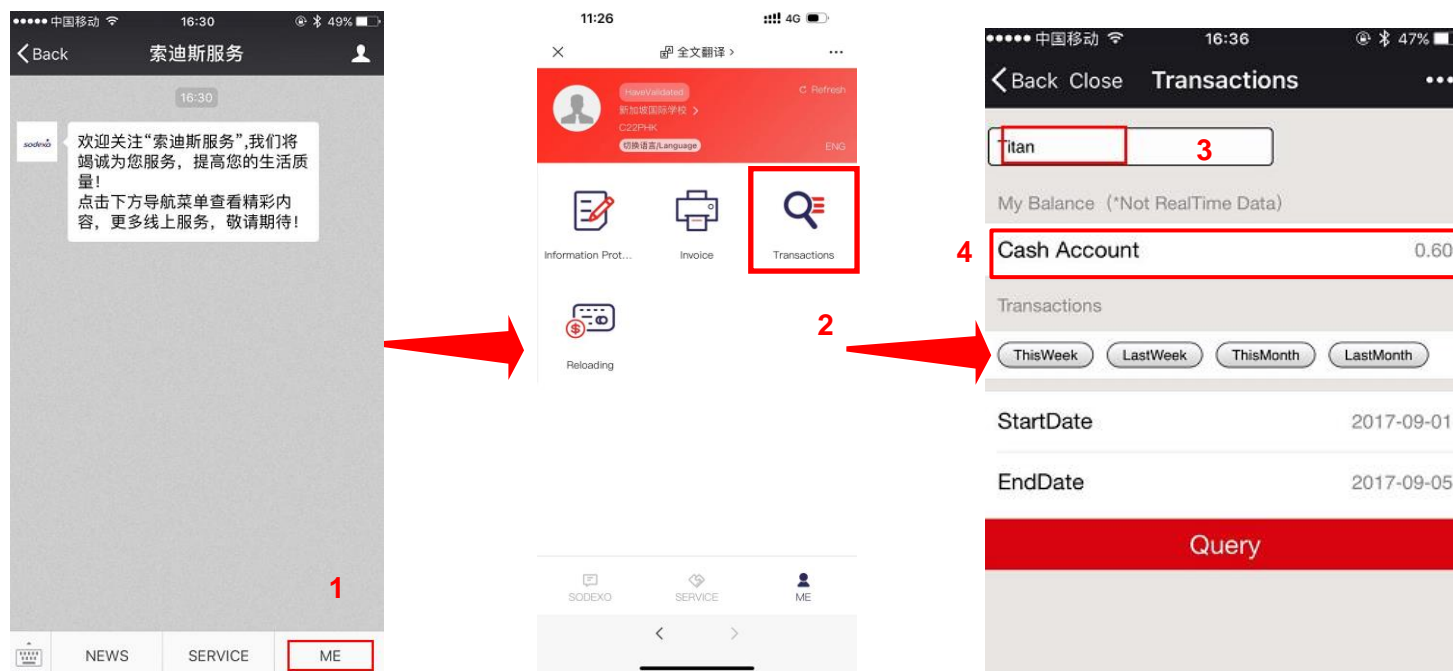 中国移动 16:30 49%
Back 索迪斯服务
16:30
sodexo
欢迎关注“索迪斯服务”,我们将
竭诚为您服务，提高您的生活质
量!
点击下方导航菜单查看精彩内
容，更多线上服务，敬请期待!
1
NEWS SERVICE ME
11:26 4G
全文翻译 >
HaveValidated C Refresh
新加坡国际学校 >
C22PHK
切换语言/Language ENG
Information Prot... Invoice Transactions
Reloading
2
SODEXO SERVICE ME
中国移动 16:36 47%
Back Close Transactions
Titan
3
My Balance（*Not RealTime Data）
4
Cash Account 0.60
Transactions
ThisWeek LastWeek ThisMonth LastMonth
StartDate 2017-09-01
EndDate 2017-09-05
Query